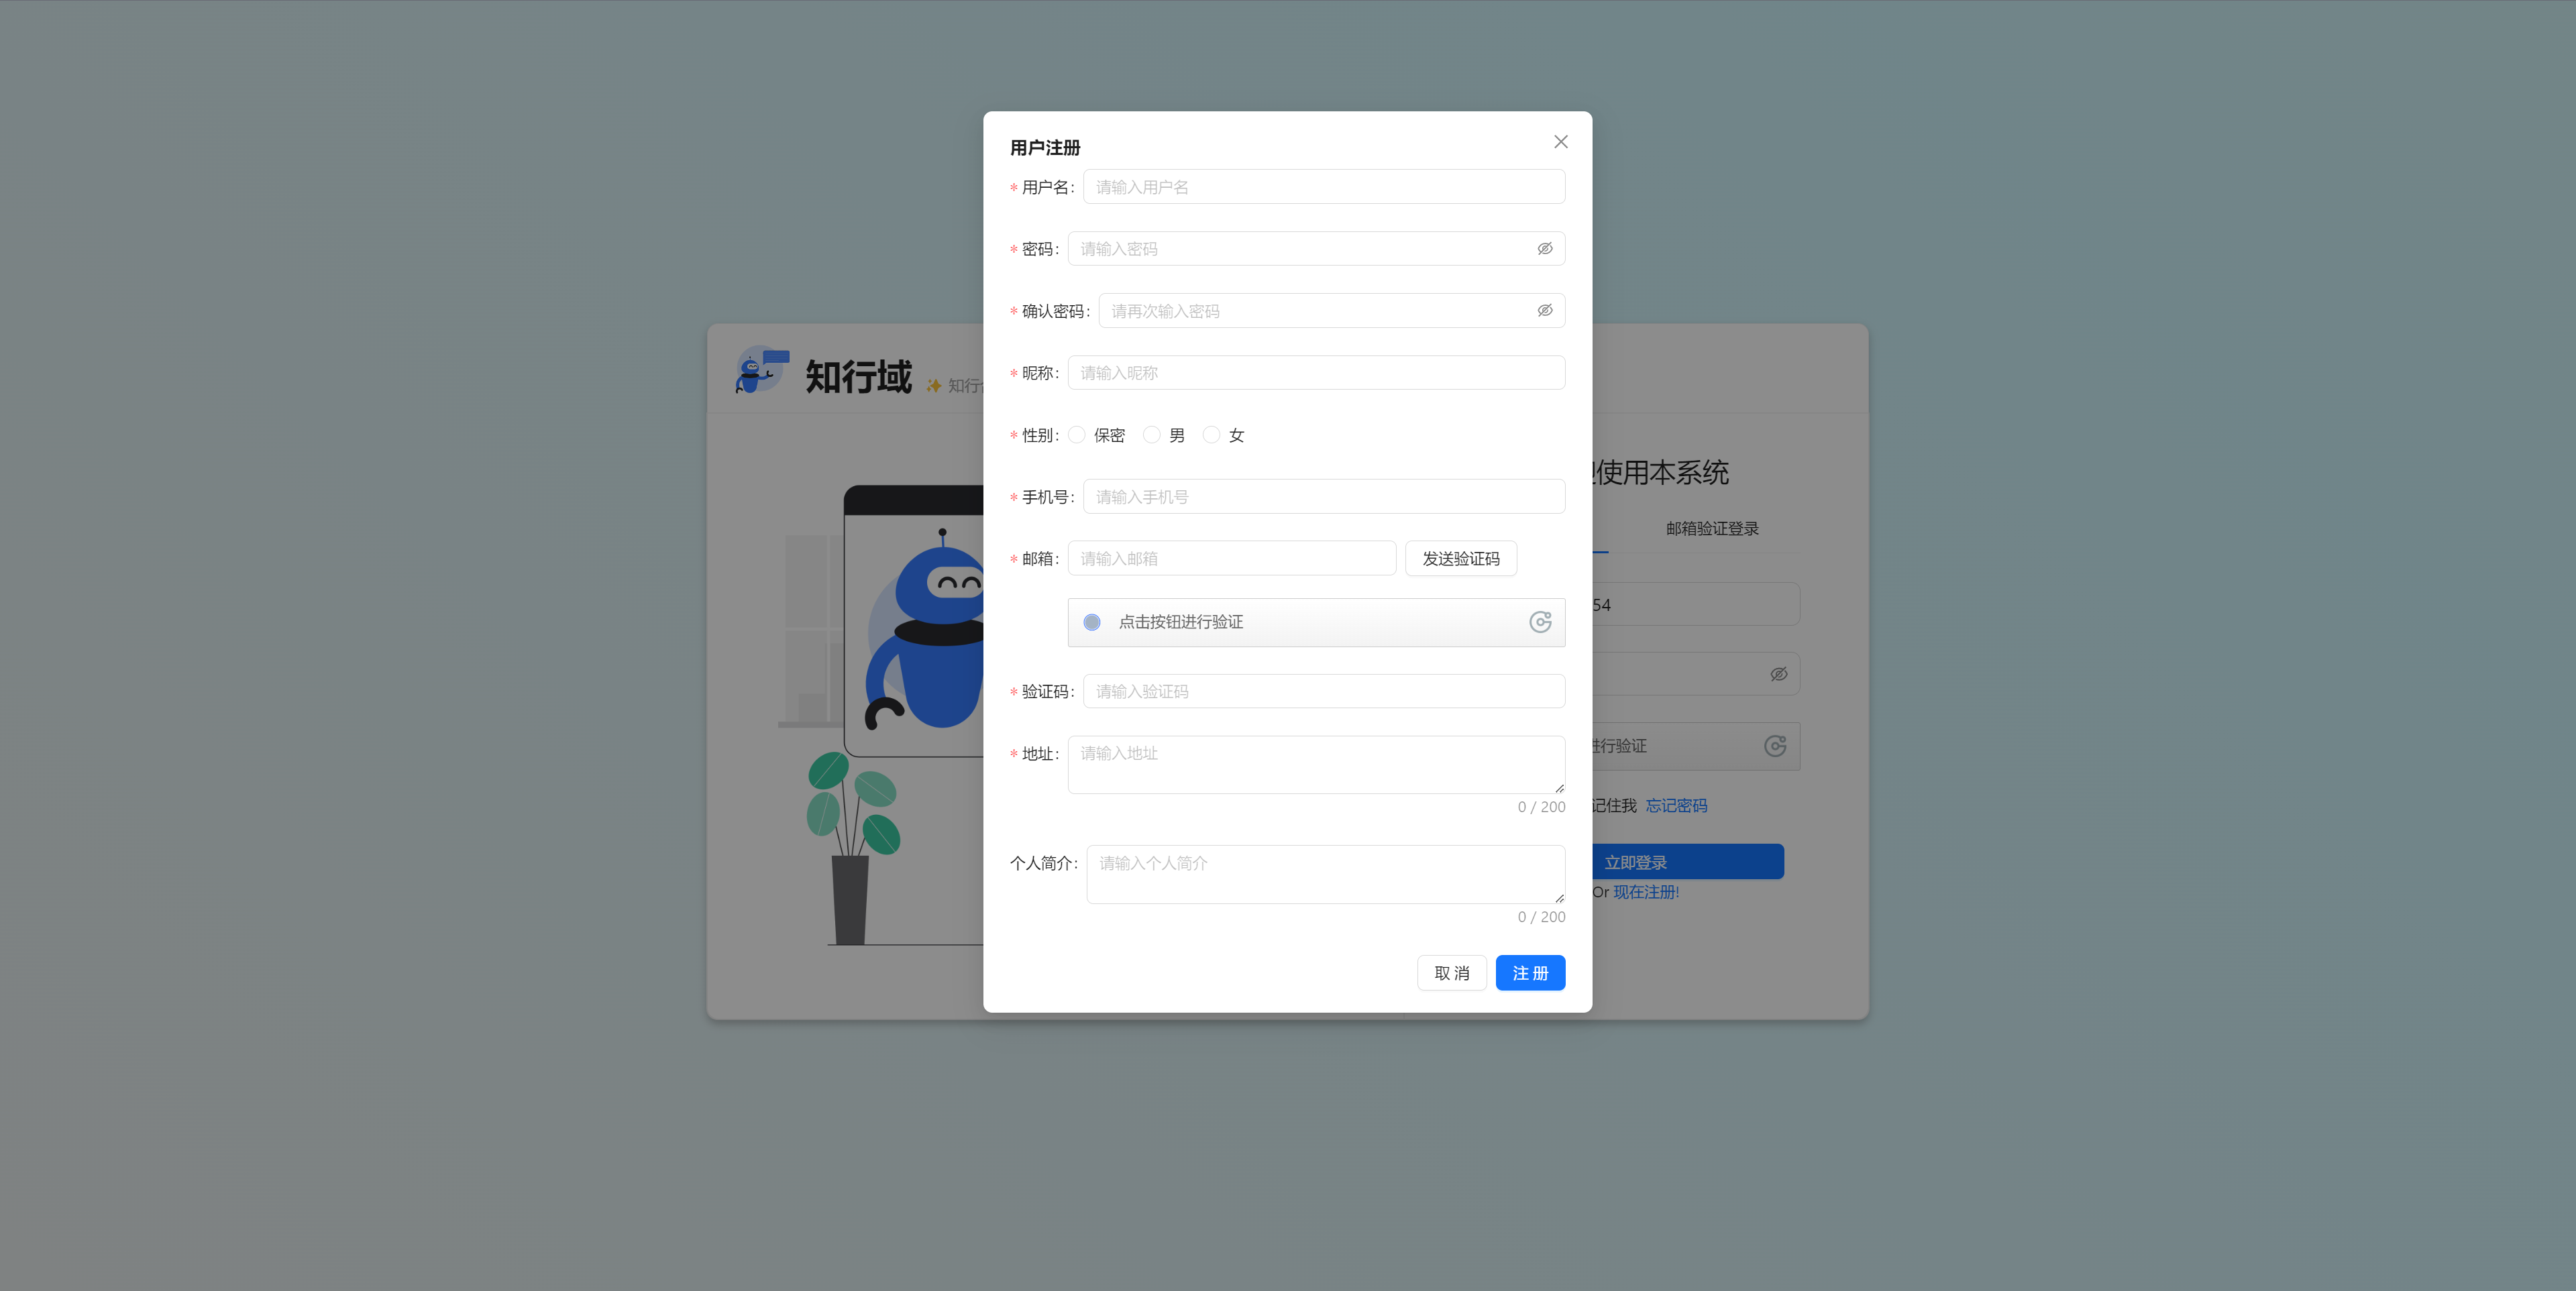 用户注册
* 用户名: 请输入用户名
* 密码: 请输入密码
* 确认密码: 请再次输入密码
* 昵称: 请输入昵称
* 性别: 保密 男 女
* 手机号: 请输入手机号
* 邮箱: 请输入邮箱 发送验证码
点击按钮进行验证
* 验证码: 请输入验证码
* 地址: 请输入地址
0 / 200
个人简介: 请输入个人简介
0 / 200
取 消 注 册
知行域 ✨ 知行
使用本系统
邮箱验证登录
54
行验证
记住我 忘记密码
立即登录
Or 现在注册!